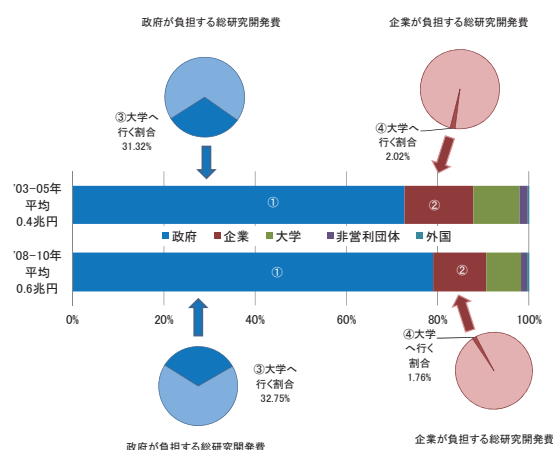 政府が負担する総研究開発費
企業が負担する総研究開発費
③大学へ
行く割合
31.32%
④大学へ
行く割合
2.02%
'03-05年
平均
0.4兆円
①
②
政府 企業 大学 非営利団体 外国
'08-10年
平均
0.6兆円
①
②
0% 20% 40% 60% 80% 100%
③大学へ
行く割合
32.75%
④大学
へ行く
割合
1.76%
政府が負担する総研究開発費
企業が負担する総研究開発費